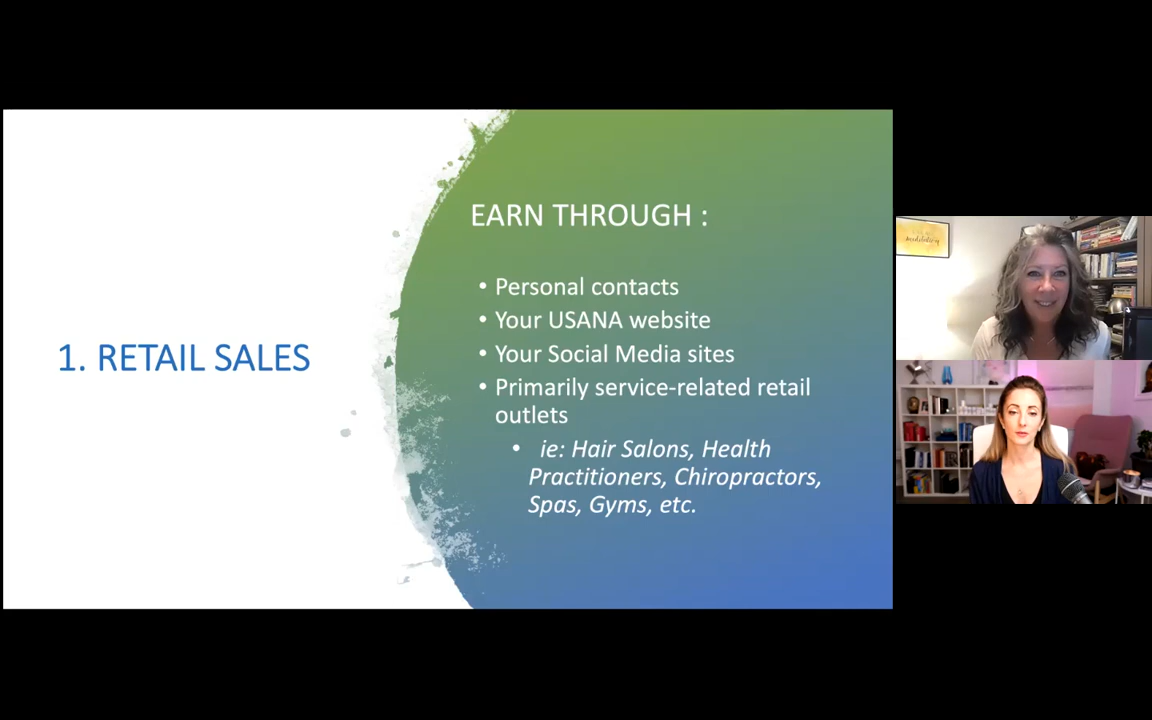 1. RETAIL SALES
EARN THROUGH :
• Personal contacts
• Your USANA website
• Your Social Media sites
• Primarily service-related retail
outlets
• ie: Hair Salons, Health
Practitioners, Chiropractors,
Spas, Gyms, etc.